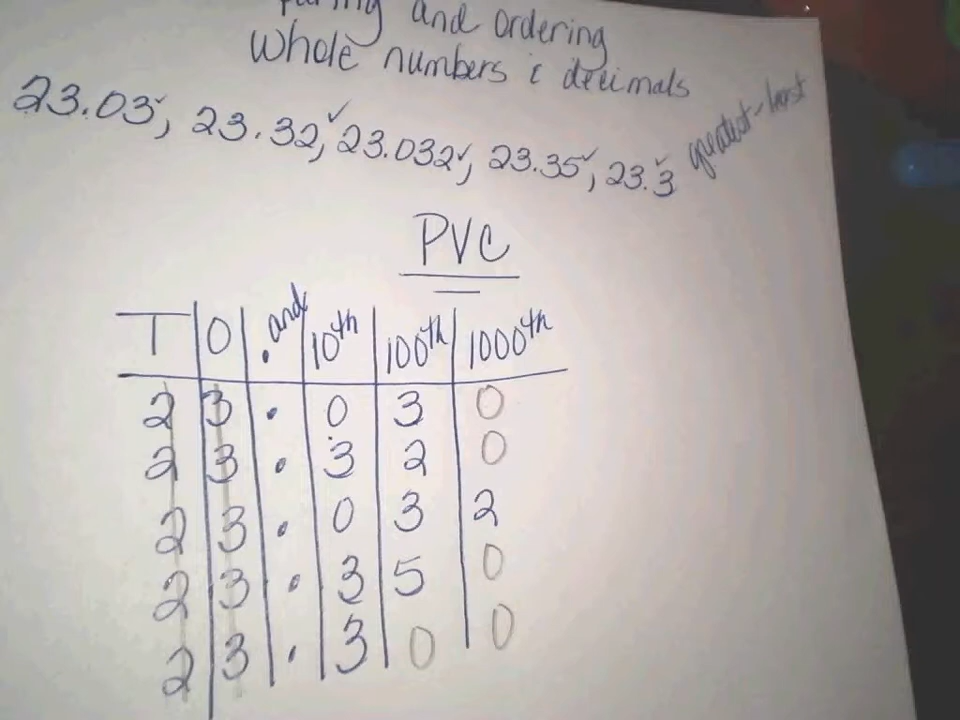 and ordering
Whole numbers & decimals
23.03, 23.32, 23.032, 23.35, 23.3 greatest-least
PVC
T O . and 10th 100th 1000th
2 3 . 0 3 0
2 3 . 3 2 0
2 3 . 0 3 2
2 3 . 3 5 0
2 3 . 3 0 0